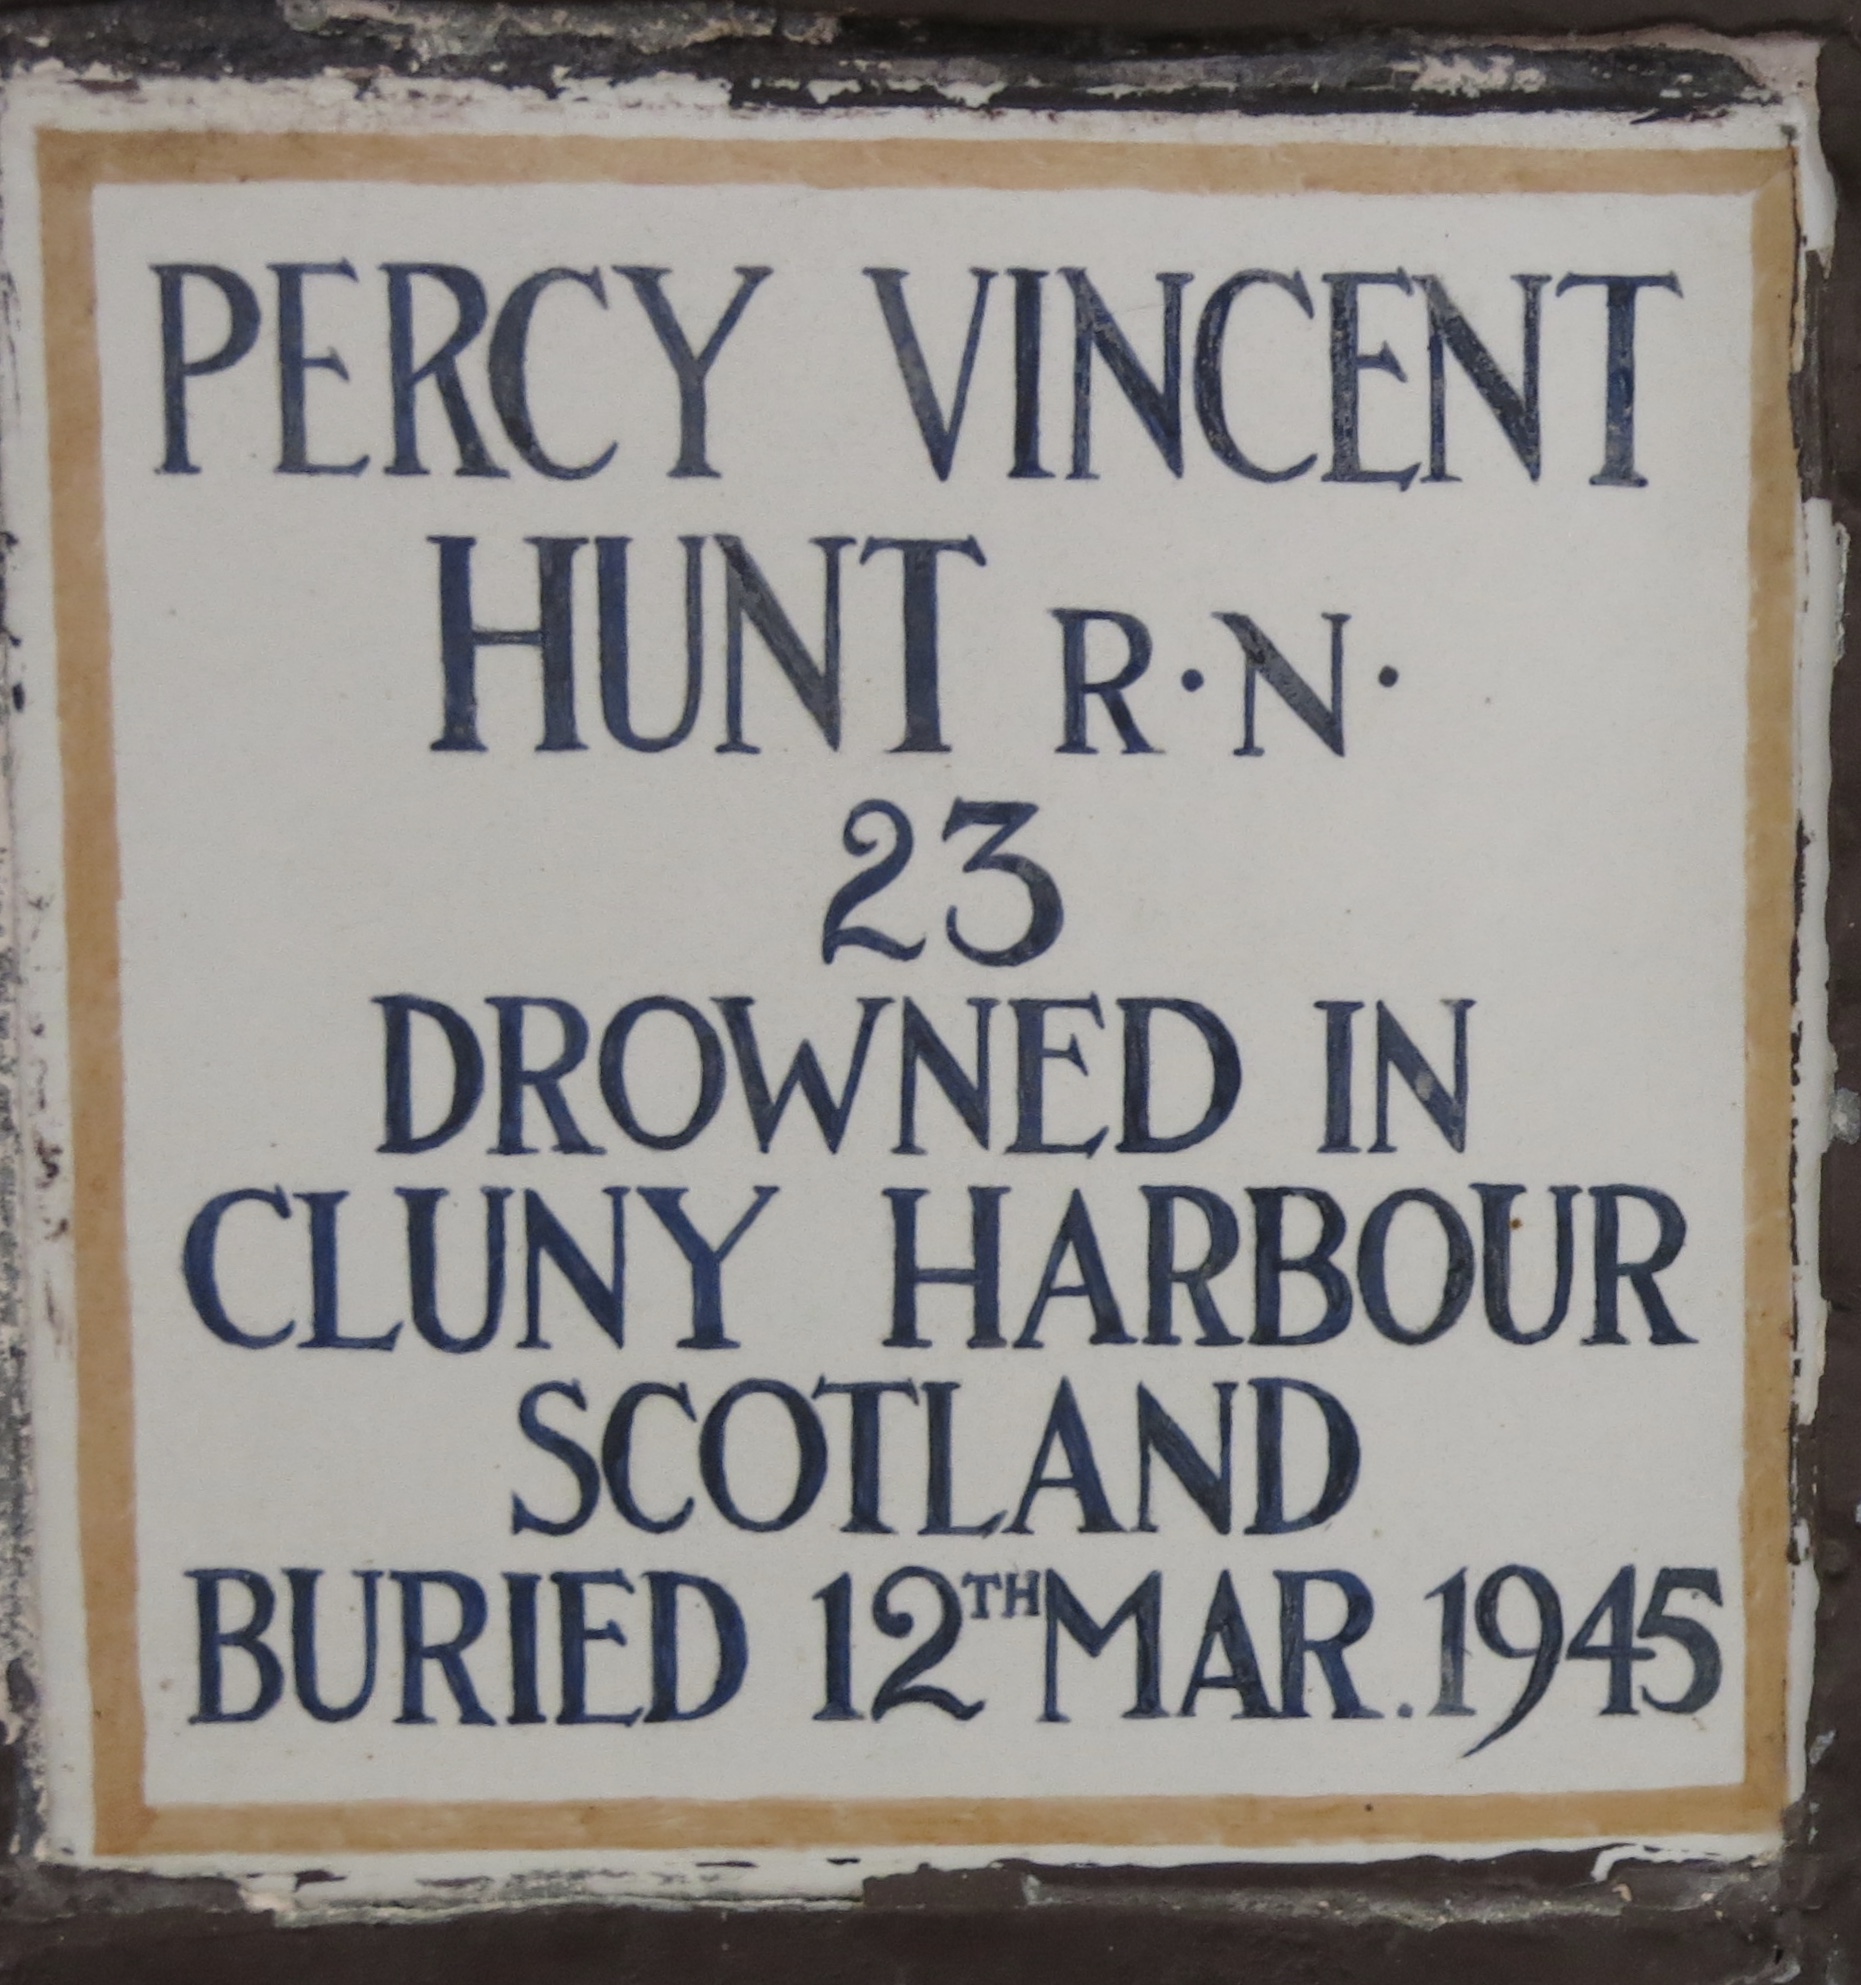 PERCY VINCENT
HUNT R·N·
23
DROWNED IN
CLUNY HARBOUR
SCOTLAND
BURIED 12TH MAR. 1945